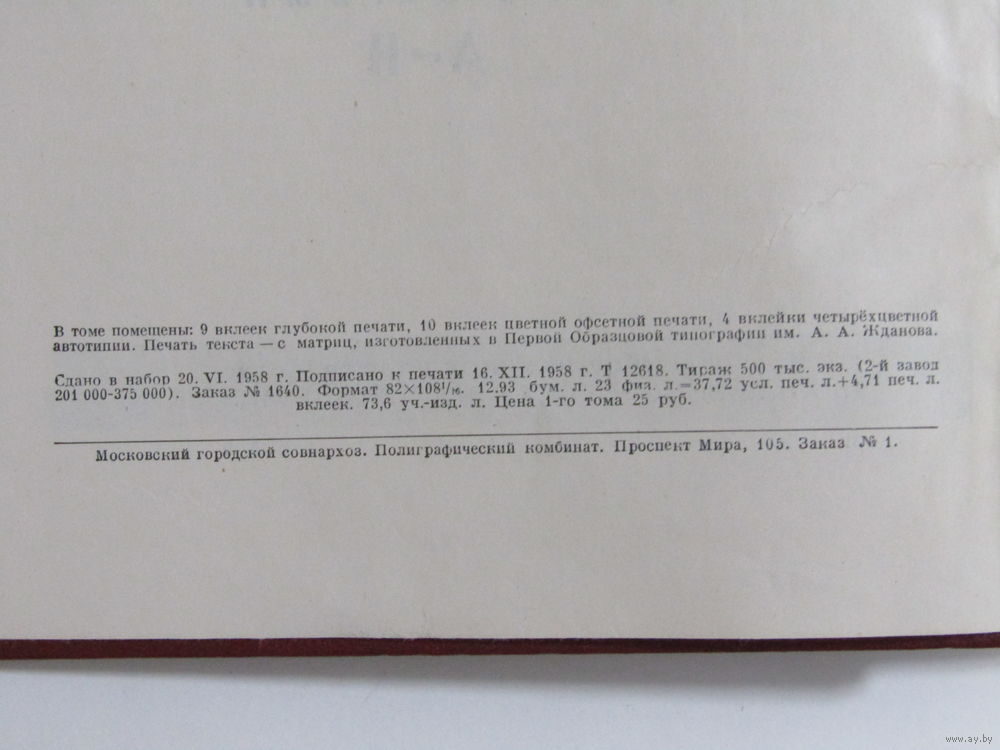 В томе помещены: 9 вклеек глубокой печати, 10 вклеек цветной офсетной печати, 4 вклейки четырёхцветной
автотипии. Печать текста — с матриц, изготовленных в Первой Образцовой типографии им. А. А. Жданова.
Сдано в набор 20. VI. 1958 г. Подписано к печати 16. XII. 1958 г. Т 12618. Тираж 500 тыс. экз. (2-й завод
201 000-375 000). Заказ № 1640. Формат 82×108¹/₁₆. 12.93 бум. л. 23 физ. л.=37,72 усл. печ. л.+4,71 печ. л.
вклеек. 73,6 уч.-изд. л. Цена 1-го тома 25 руб.
Московский городской совнархоз. Полиграфический комбинат. Проспект Мира, 105. Заказ № 1.
www.ay.by